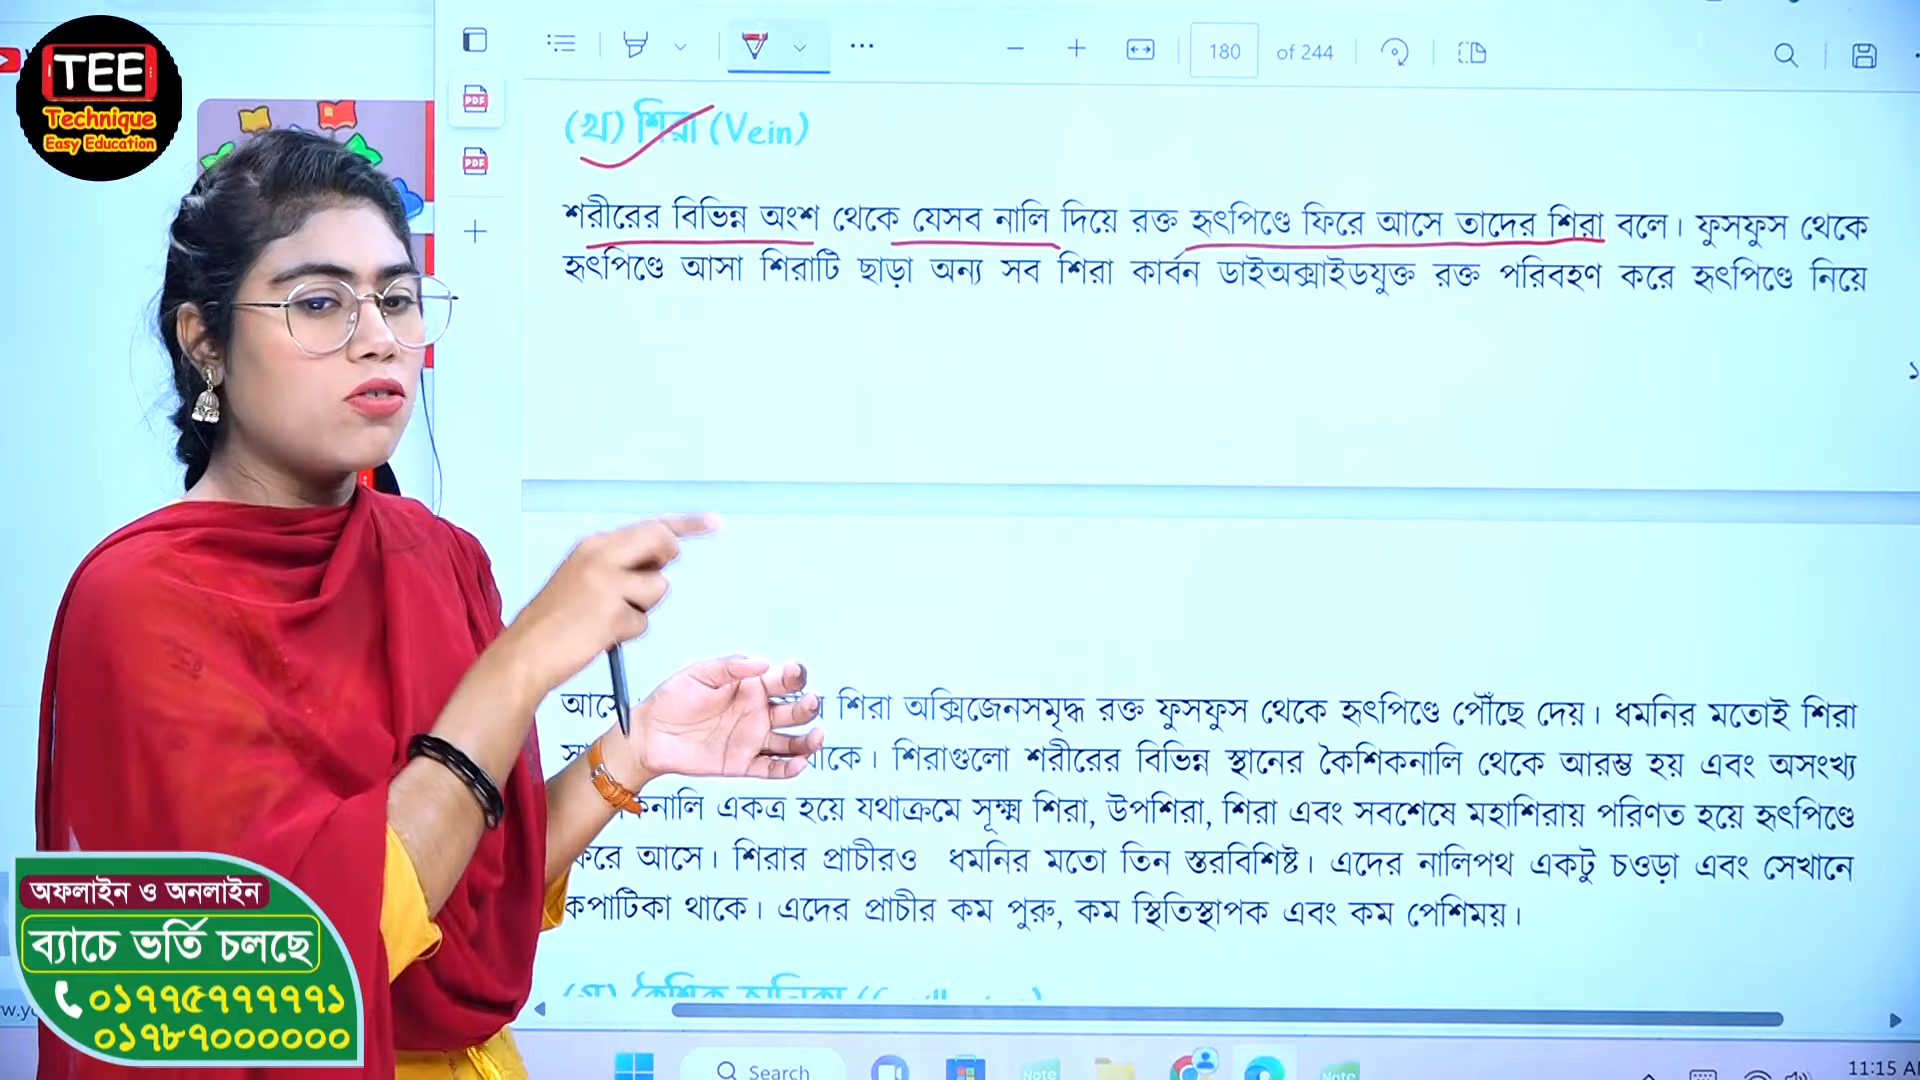 TEE
Technique
Easy Education
180 of 244
PDF
PDF
(খ) শিরা (Vein)
শরীরের বিভিন্ন অংশ থেকে যেসব নালি দিয়ে রক্ত হৃৎপিণ্ডে ফিরে আসে তাদের শিরা বলে। ফুসফুস থেকে
হৃৎপিণ্ডে আসা শিরাটি ছাড়া অন্য সব শিরা কার্বন ডাইঅক্সাইডযুক্ত রক্ত পরিবহণ করে হৃৎপিণ্ডে নিয়ে
শিরা অক্সিজেনসমৃদ্ধ রক্ত ফুসফুস থেকে হৃৎপিণ্ডে পৌঁছে দেয়। ধমনির মতোই শিরা
থাকে। শিরাগুলো শরীরের বিভিন্ন স্থানের কৈশিকনালি থেকে আরম্ভ হয় এবং অসংখ্য
একত্র হয়ে যথাক্রমে সূক্ষ্ম শিরা, উপশিরা, শিরা এবং সবশেষে মহাশিরায় পরিণত হয়ে হৃৎপিণ্ডে
আসে। শিরার প্রাচীরও ধমনির মতো তিন স্তরবিশিষ্ট। এদের নালিপথ একটু চওড়া এবং সেখানে
কপাটিকা থাকে। এদের প্রাচীর কম পুরু, কম স্থিতিস্থাপক এবং কম পেশিময়।
অফলাইন ও অনলাইন
ব্যাচে ভর্তি চলছে
০১৭৭৫৭৭৭৭৭১
০১৭৮৭০০০০০০
Search
Note
Note
11:15